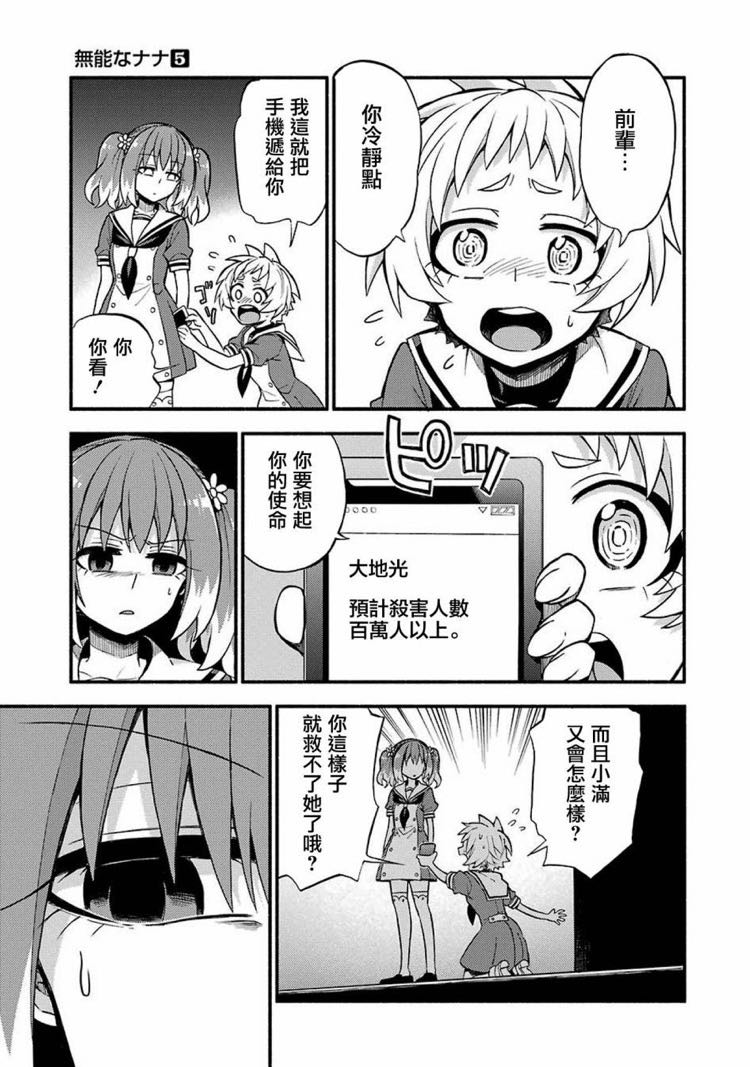 無能なナナ5
前輩…
你冷靜點
我這就把
手機遞給你
ゴソ
你
你看！
ピッ
大地光
預計殺害人數
百萬人以上。
你要想起
你的使命
而且小滿
又會怎麼樣？
你這樣子
就救不了她了哦？